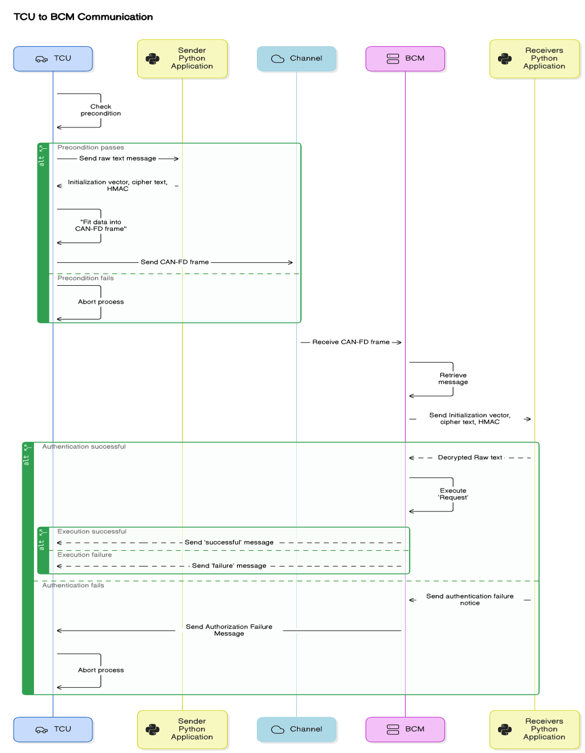 TCU to BCM Communication
TCU
Sender
Python
Application
Channel
BCM
Receivers
Python
Application
Check
precondition
alt
Precondition passes
Send raw text message
Initialization vector, cipher text,
HMAC
"Fit data into
CAN-FD frame"
Send CAN-FD frame
Precondition fails
Abort process
Receive CAN-FD frame
Retrieve
message
Send Initialization vector,
cipher text, HMAC
alt
Authentication successful
Decrypted Raw text
Execute
'Request'
alt
Execution successful
Send 'successful' message
Execution failure
Send 'failure' message
Authentication fails
Send authentication failure
notice
Send Authorization Failure
Message
Abort process
TCU
Sender
Python
Application
Channel
BCM
Receivers
Python
Application